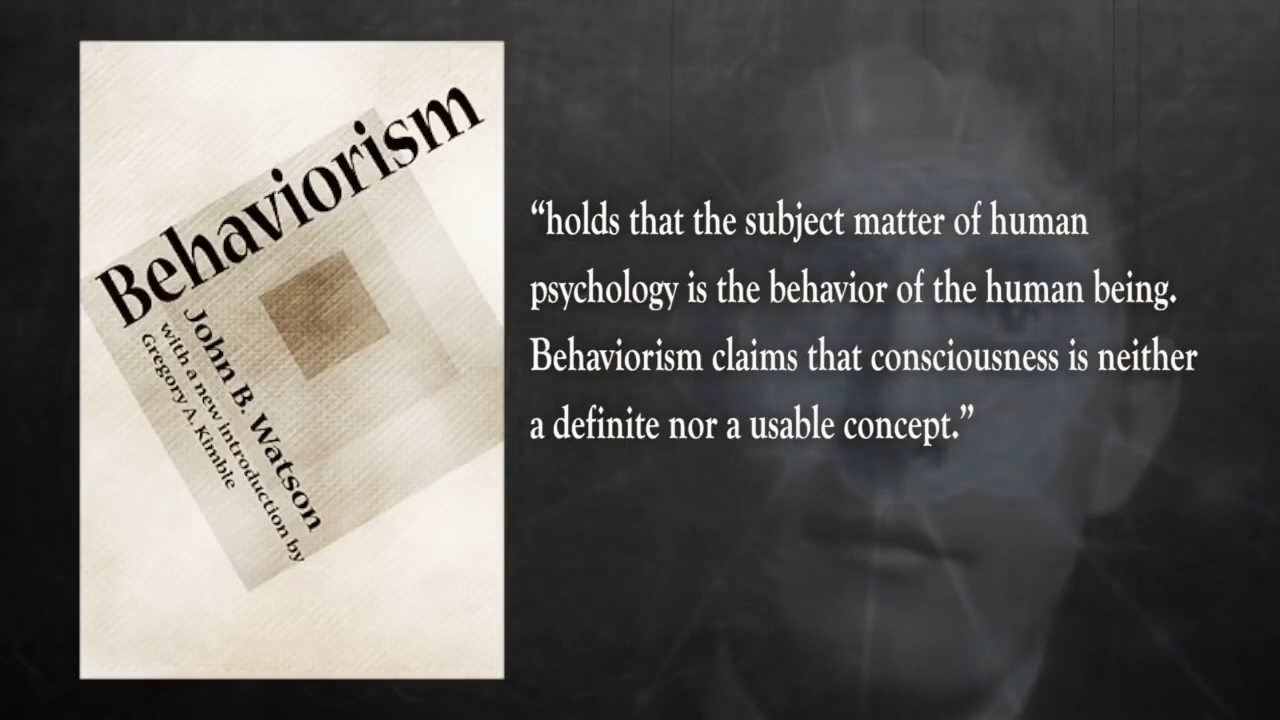 Behaviorism
John B. Watson
with a new introduction by
Gregory A. Kimble
“holds that the subject matter of human
psychology is the behavior of the human being.
Behaviorism claims that consciousness is neither
a definite nor a usable concept.”